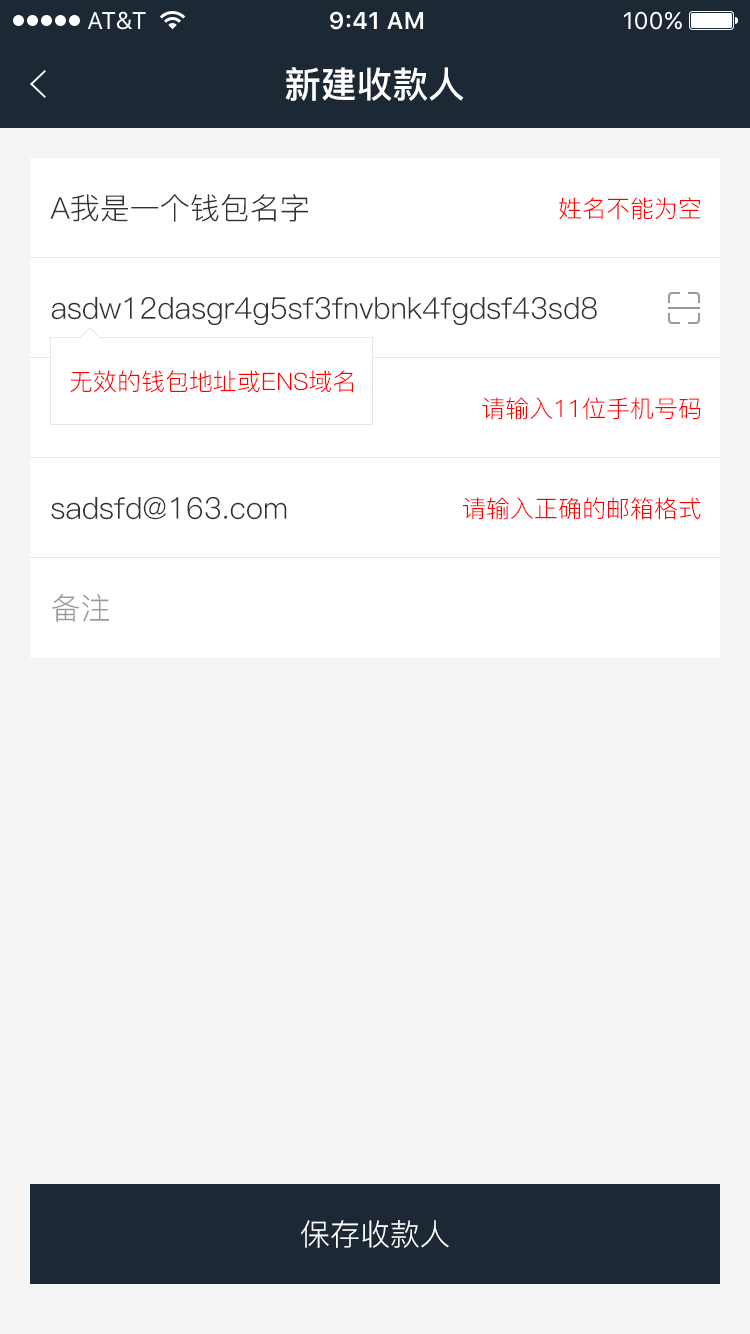 AT&T 9:41 AM 100%
新建收款人
A我是一个钱包名字 姓名不能为空
asdw12dasgr4g5sf3fnvbnk4fgdsf43sd8
无效的钱包地址或ENS域名
请输入11位手机号码
sadsfd@163.com 请输入正确的邮箱格式
备注
保存收款人